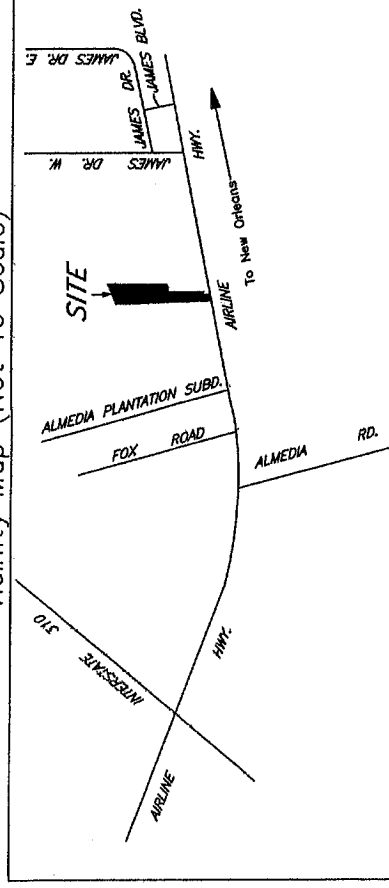 Vicinity Map (Not To Scale)
JAMES DR. E.
JAMES DR.
JAMES BLVD.
JAMES DR. W.
HWY.
SITE
To New Orleans
AIRLINE
ALMEDIA PLANTATION SUBD.
FOX ROAD
ALMEDIA RD.
INTERSTATE 310
HWY.
AIRLINE